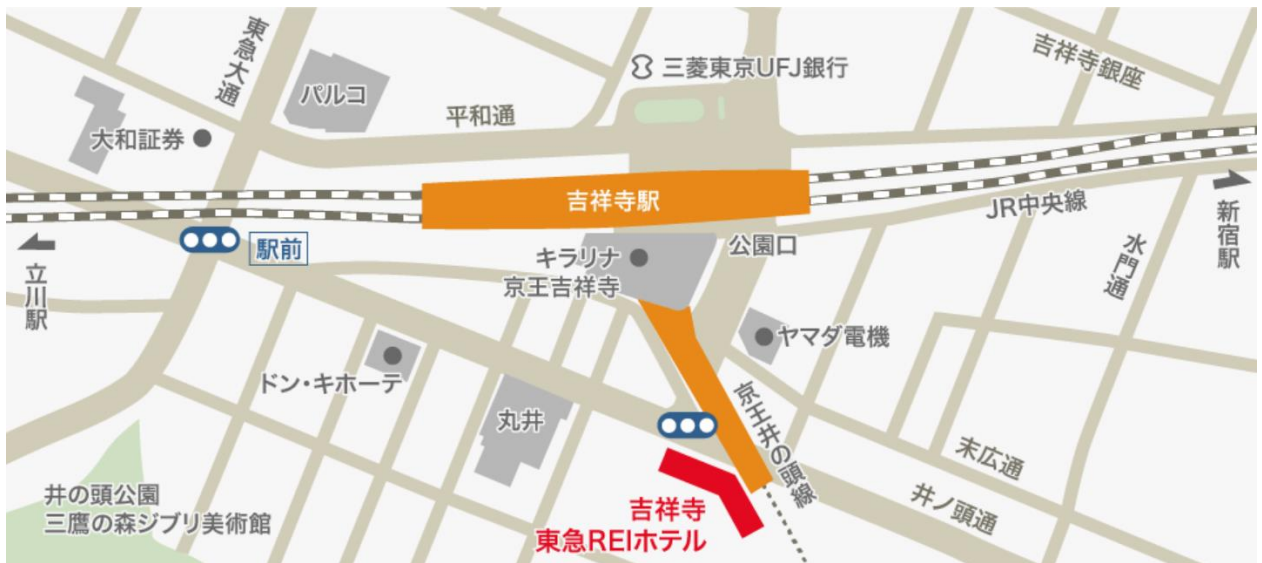 東急大通
パルコ
三菱東京UFJ銀行
吉祥寺銀座
平和通
大和証券
吉祥寺駅
JR中央線
新宿駅
駅前
キラリナ
京王吉祥寺
公園口
水門通
立川駅
ヤマダ電機
ドン・キホーテ
丸井
京王井の頭線
末広通
井ノ頭通
井の頭公園
三鷹の森ジブリ美術館
吉祥寺
東急REIホテル